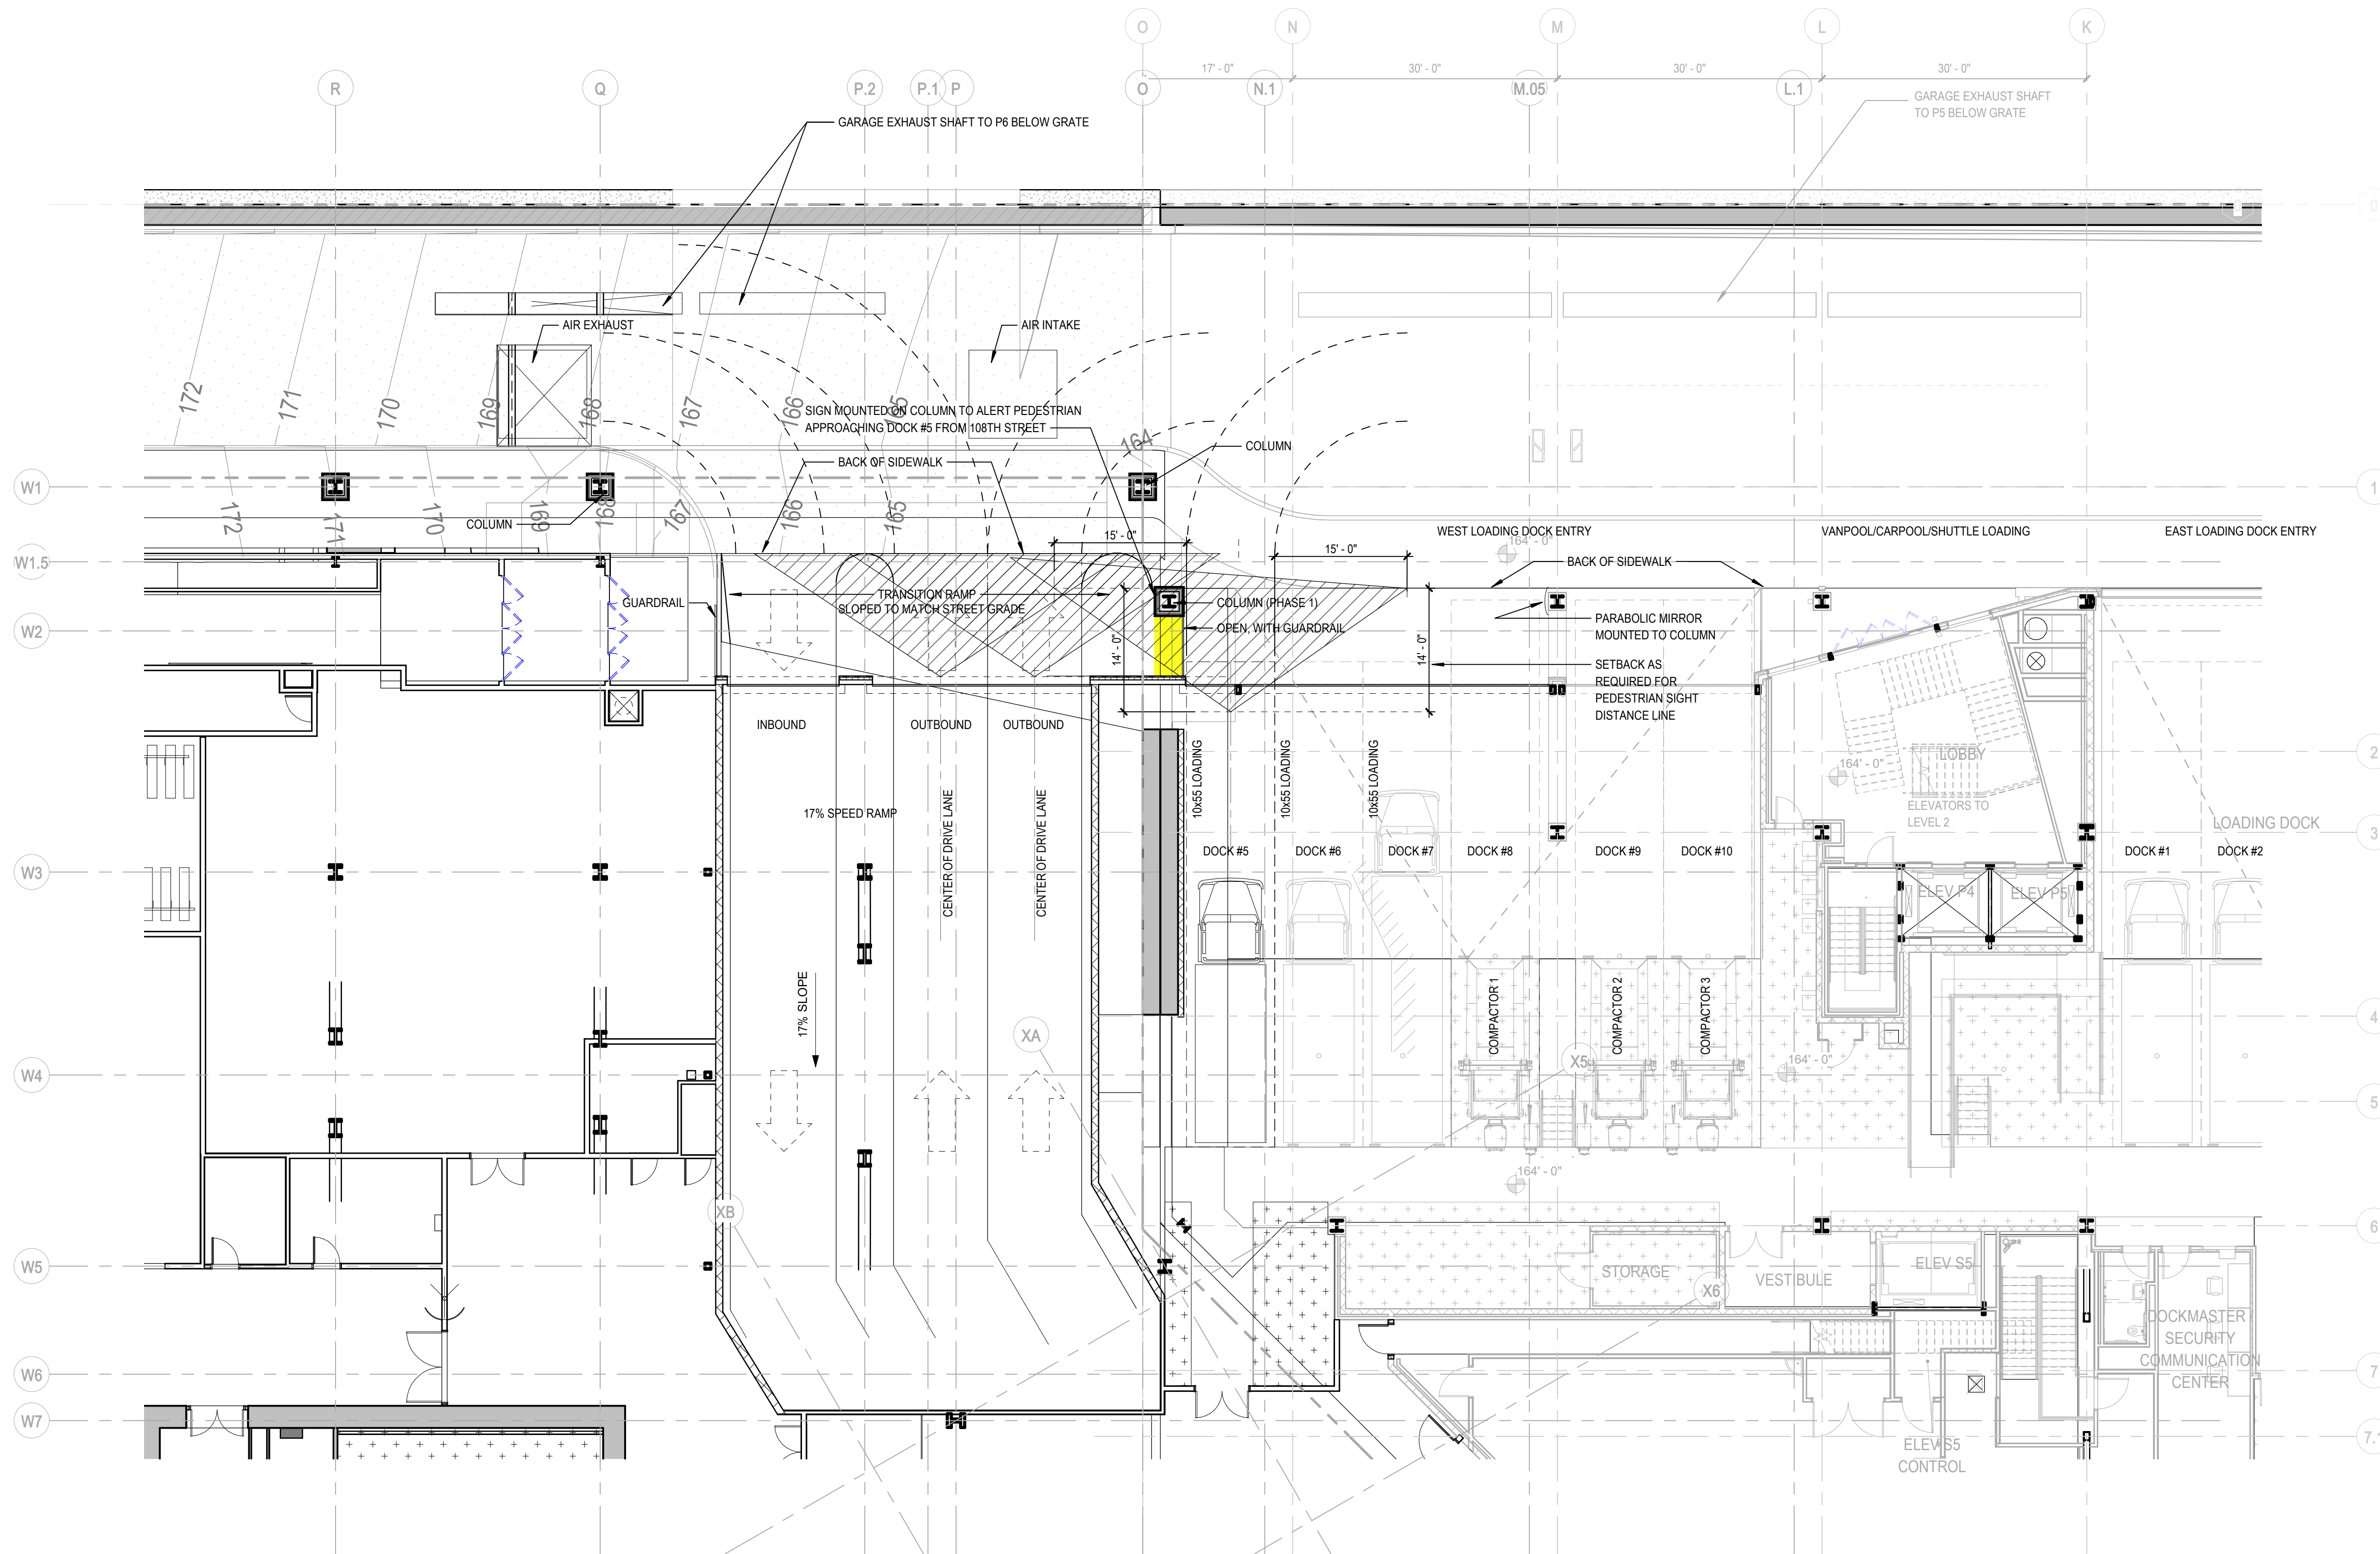 O
N
M
L
K
17' - 0"
30' - 0"
30' - 0"
30' - 0"
R
Q
P.2
P.1
P
O
N.1
M.05
L.1
GARAGE EXHAUST SHAFT
TO P5 BELOW GRATE
GARAGE EXHAUST SHAFT TO P6 BELOW GRATE
0
AIR EXHAUST
AIR INTAKE
172
171
170
169
168
167
166
165
164
SIGN MOUNTED ON COLUMN TO ALERT PEDESTRIAN
APPROACHING DOCK #5 FROM 108TH STREET
COLUMN
BACK OF SIDEWALK
W1
1
172
171
170
169
168
167
166
165
COLUMN
WEST LOADING DOCK ENTRY
VANPOOL/CARPOOL/SHUTTLE LOADING
EAST LOADING DOCK ENTRY
15' - 0"
15' - 0"
164' - 0"
W1.5
BACK OF SIDEWALK
TRANSITION RAMP
SLOPED TO MATCH STREET GRADE
GUARDRAIL
COLUMN (PHASE 1)
OPEN, WITH GUARDRAIL
PARABOLIC MIRROR
MOUNTED TO COLUMN
W2
14' - 0"
14' - 0"
SETBACK AS
REQUIRED FOR
PEDESTRIAN SIGHT
DISTANCE LINE
INBOUND
OUTBOUND
OUTBOUND
10x55 LOADING
10x55 LOADING
10x55 LOADING
2
LOBBY
164' - 0"
ELEVATORS TO
LEVEL 2
17% SPEED RAMP
CENTER OF DRIVE LANE
CENTER OF DRIVE LANE
LOADING DOCK
3
DOCK #5
DOCK #6
DOCK #7
DOCK #8
DOCK #9
DOCK #10
DOCK #1
DOCK #2
W3
ELEV P4
ELEV P5
17% SLOPE
COMPACTOR 1
COMPACTOR 2
COMPACTOR 3
4
XA
X5
164' - 0"
W4
5
164' - 0"
XB
6
W5
STORAGE
VESTIBULE
ELEV S5
X6
DOCKMASTER /
SECURITY
COMMUNICATION
CENTER
W6
7
W7
ELEV S5
CONTROL